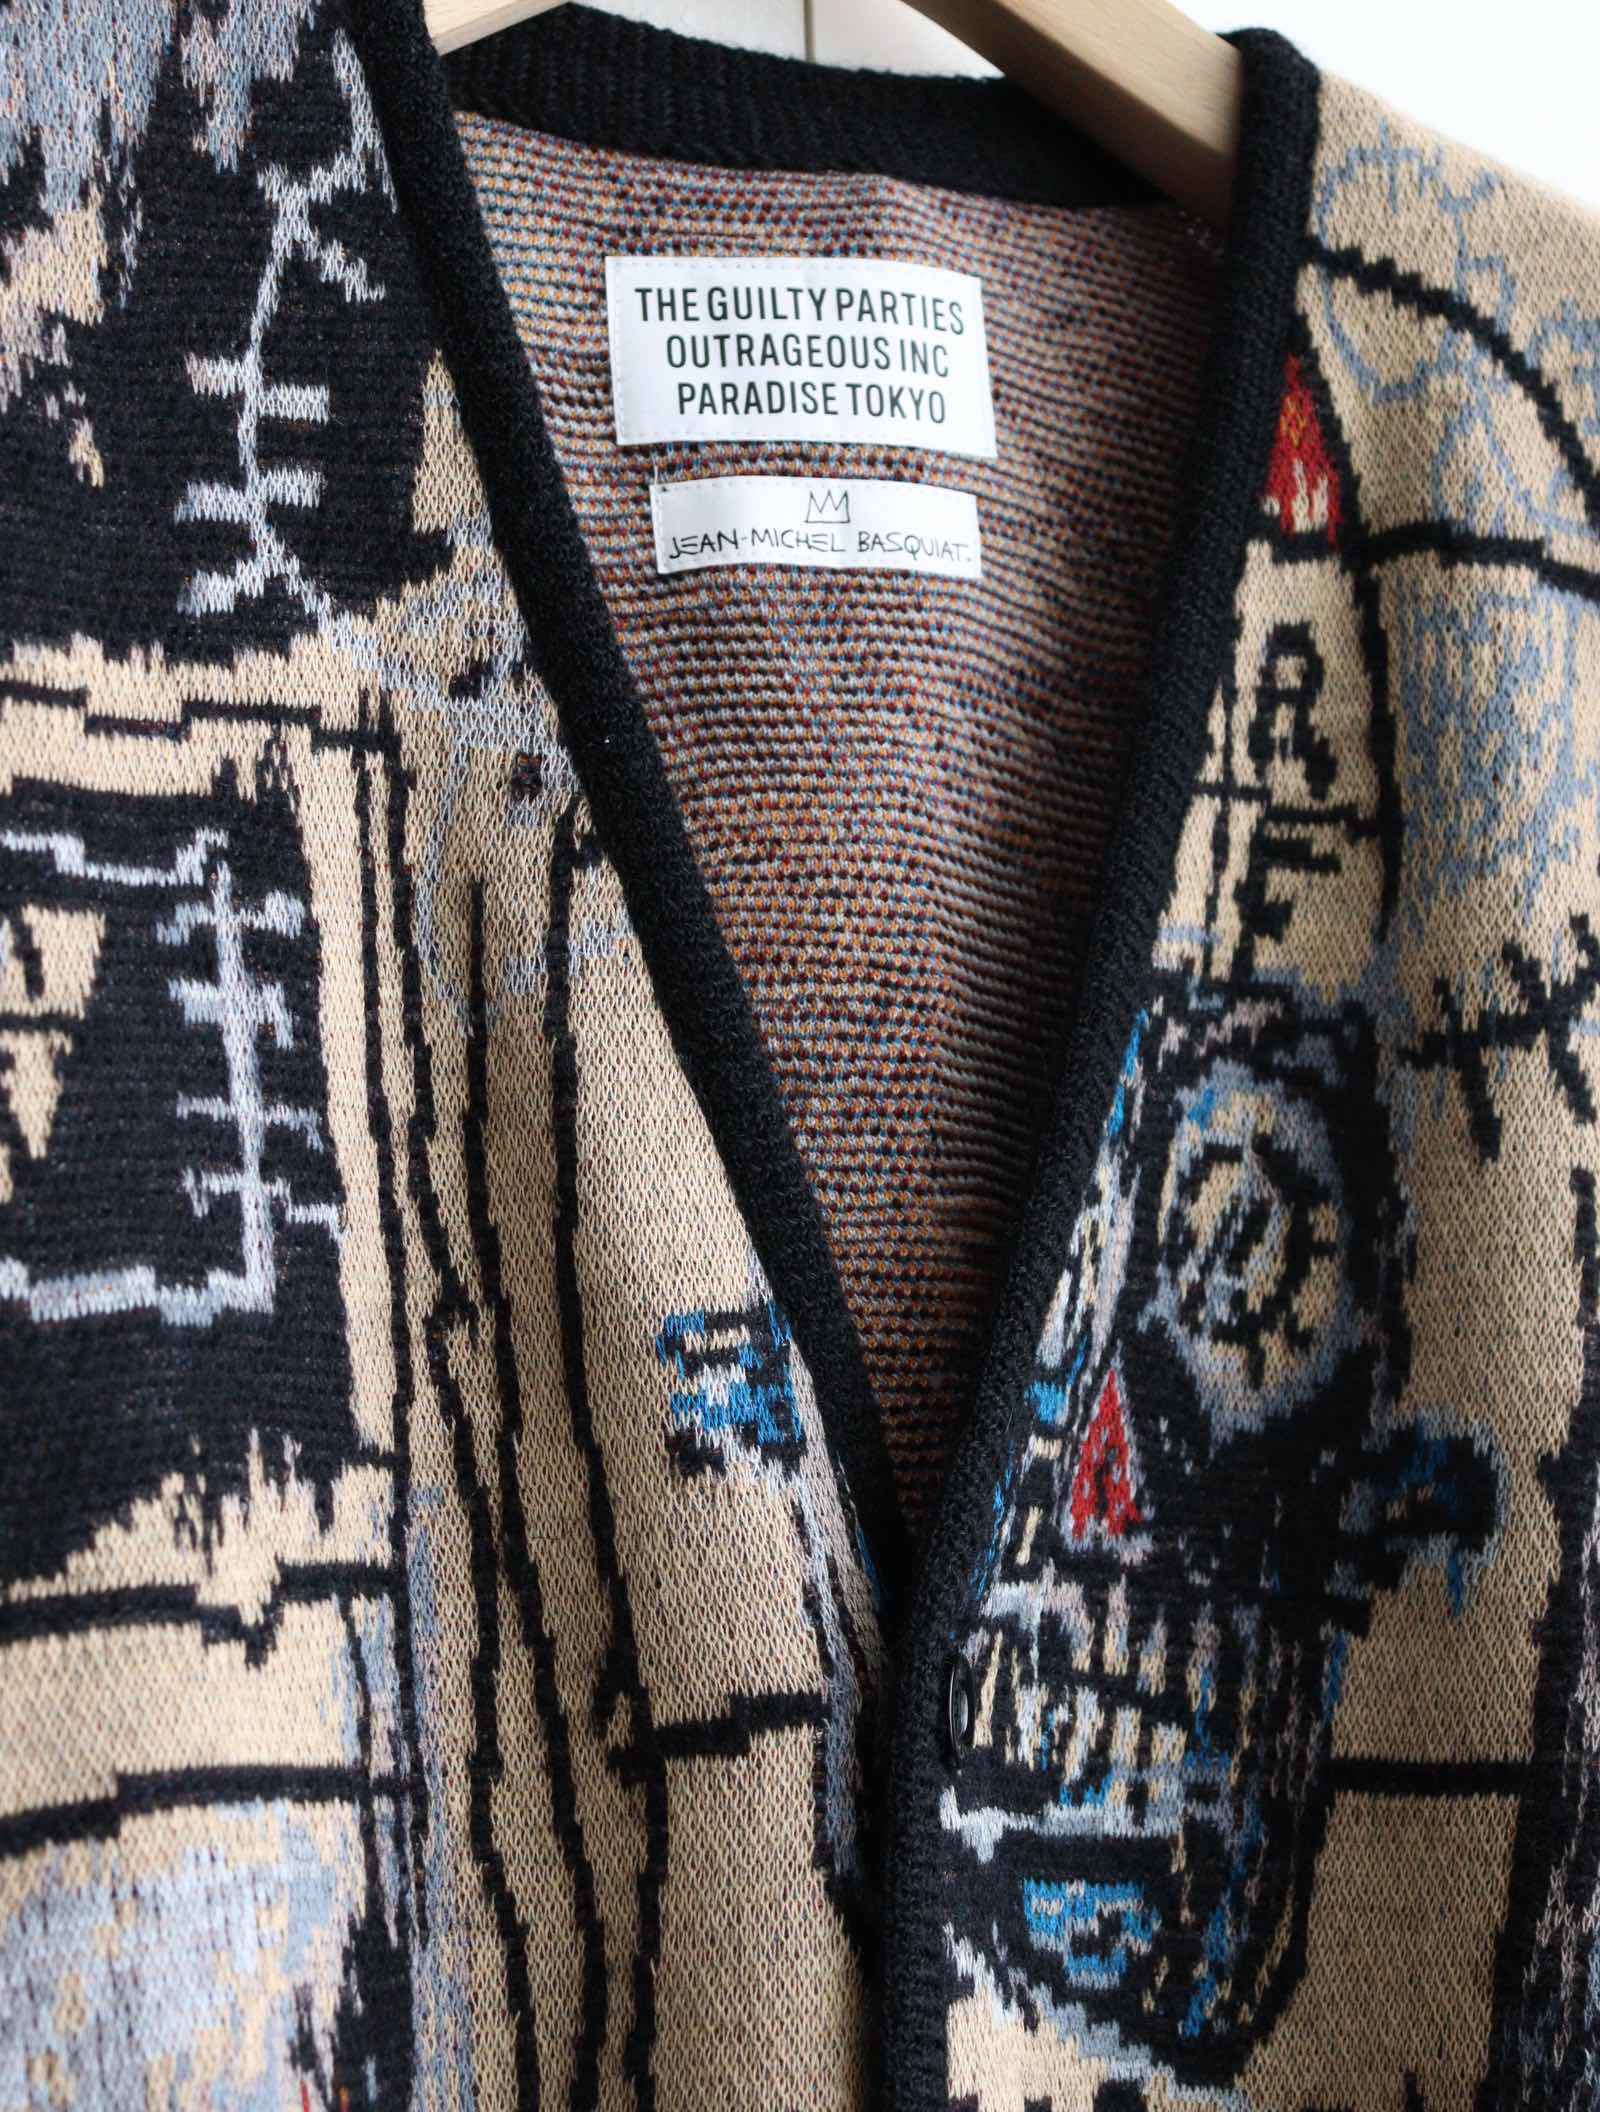 THE GUILTY PARTIES
OUTRAGEOUS INC
PARADISE TOKYO
JEAN-MICHEL BASQUIAT.